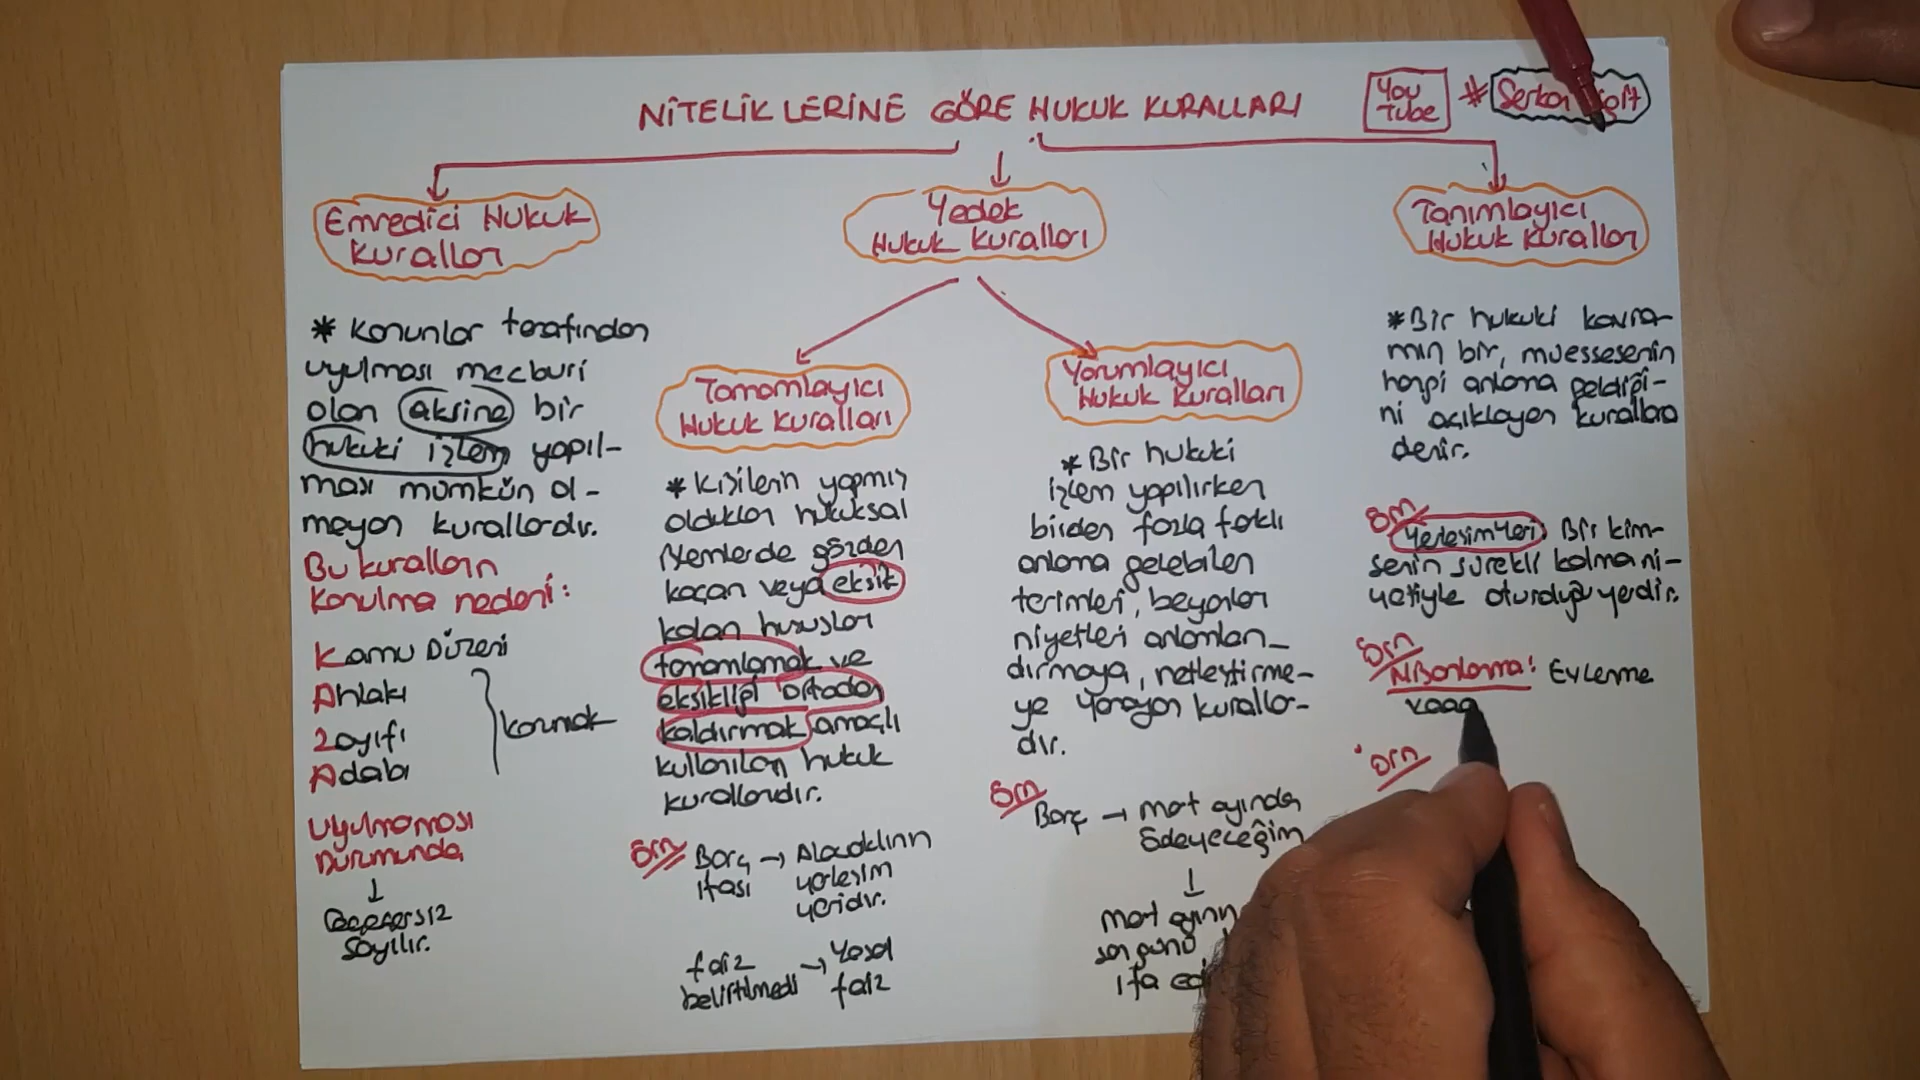 NİTELİKLERİNE GÖRE HUKUK KURALLARI
You
Tube
*
Emredici Hukuk
Kuralları
* Kanunlar tarafından
uyulması mecburi
olan aksine bir
hukuki işlem yapıl-
ması mümkün ol-
mayan kurallardır.
Bu kuralların
Konulma nedeni:
Kamu Düzeni
Ahlakı
Zayıfı
Adabı
korumak
Uyulmaması
Durumunda
↓
Geçersiz
Sayılır.
Yedek
Hukuk Kuralları
Tamamlayıcı
Hukuk Kuralları
* Kişilerin yapmış
oldukları hukuksal
işlemlerde gözden
kaçan veya eksik
kalan hususları
tamamlamak ve
eksikliği ortadan
kaldırmak amaçlı
kullanılan hukuk
kurallarıdır.
Örn
Borç → Alacaklının
ifası yerleşim
yeridir.
faiz → Yasal
belirtilmedi faiz
Yorumlayıcı
Hukuk Kuralları
* Bir hukuki
işlem yapılırken
birden fazla farklı
anlama gelebilen
terimleri, beyanları
niyetleri anlamlan-
dırmaya, netleştirme-
ye yarayan kurallar-
dır.
Örn
Borç → mart ayında
ödeyeceğim
↓
mart ayının
son günü
ifa
Tanımlayıcı
Hukuk Kuralları
* Bir hukuki kavra-
mın bir, muessesenin
hangi anlama geldiği-
ni açıklayan kurallara
denir.
Örn
Yerleşim Yeri: Bir kim-
senin sürekli kalma ni-
yetiyle oturduğu yerdir.
Örn
Nişanlanma: Evlenme
Örn